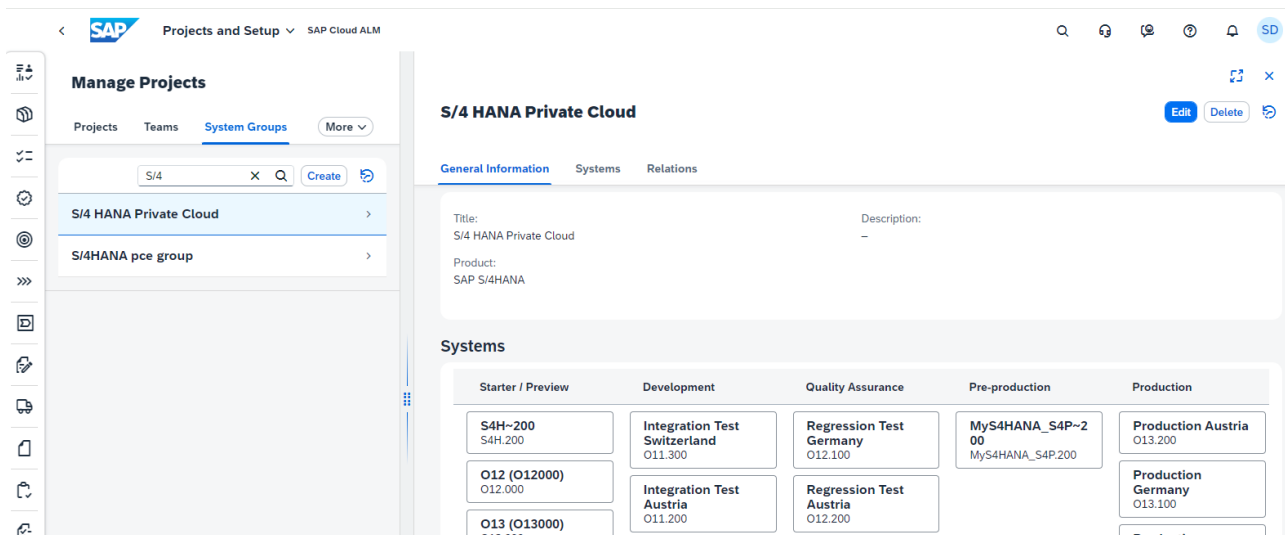 SAP
Projects and Setup
SAP Cloud ALM
SD
Manage Projects
Projects
Teams
System Groups
More
S/4
Create
S/4 HANA Private Cloud
S/4HANA pce group
S/4 HANA Private Cloud
Edit
Delete
General Information
Systems
Relations
Title:
S/4 HANA Private Cloud
Description:
–
Product:
SAP S/4HANA
Systems
Starter / Preview
Development
Quality Assurance
Pre-production
Production
S4H~200
S4H.200
O12 (O12000)
O12.000
O13 (O13000)
Integration Test
Switzerland
O11.300
Integration Test
Austria
O11.200
Regression Test
Germany
O12.100
Regression Test
Austria
O12.200
MyS4HANA_S4P~2
00
MyS4HANA_S4P.200
Production Austria
O13.200
Production
Germany
O13.100